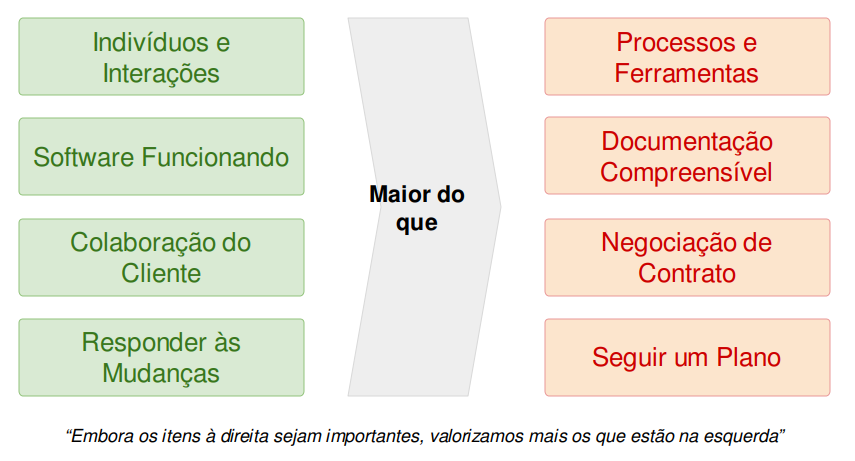 Indivíduos e
Interações
Processos e
Ferramentas
Software Funcionando
Documentação
Compreensível
Maior do
que
Colaboração do
Cliente
Negociação de
Contrato
Responder às
Mudanças
Seguir um Plano
“Embora os itens à direita sejam importantes, valorizamos mais os que estão na esquerda”